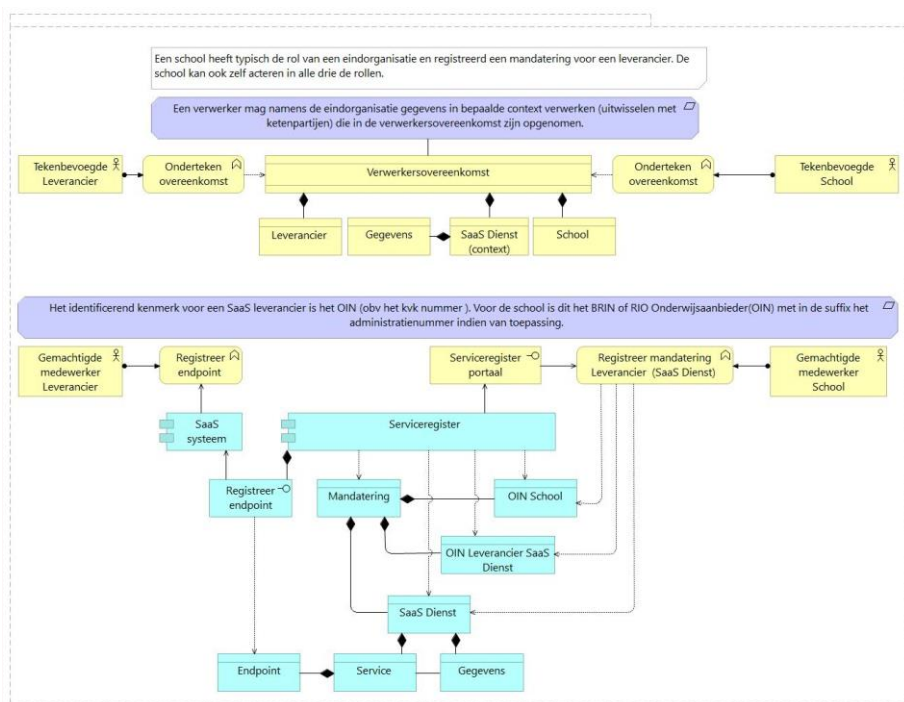 Een school heeft typisch de rol van een eindorganisatie en registreerd een mandatering voor een leverancier. De
school kan ook zelf acteren in alle drie de rollen.
Een verwerker mag namens de eindorganisatie gegevens in bepaalde context verwerken (uitwisselen met
ketenpartijen) die in de verwerkersovereenkomst zijn opgenomen.
Tekenbevoegde
Leverancier
Onderteken
overeenkomst
Verwerkersovereenkomst
Onderteken
overeenkomst
Tekenbevoegde
School
Leverancier
Gegevens
SaaS Dienst
(context)
School
Het identificerend kenmerk voor een SaaS leverancier is het OIN (obv het kvk nummer ). Voor de school is dit het BRIN of RIO Onderwijsaanbieder(OIN) met in de suffix het
administratienummer indien van toepassing.
Gemachtigde
medewerker
Leverancier
Registreer
endpoint
Serviceregister
portaal
Registreer mandatering
Leverancier (SaaS Dienst)
Gemachtigde
medewerker
School
SaaS
systeem
Serviceregister
Registreer
endpoint
Mandatering
OIN School
OIN Leverancier SaaS
Dienst
SaaS Dienst
Endpoint
Service
Gegevens